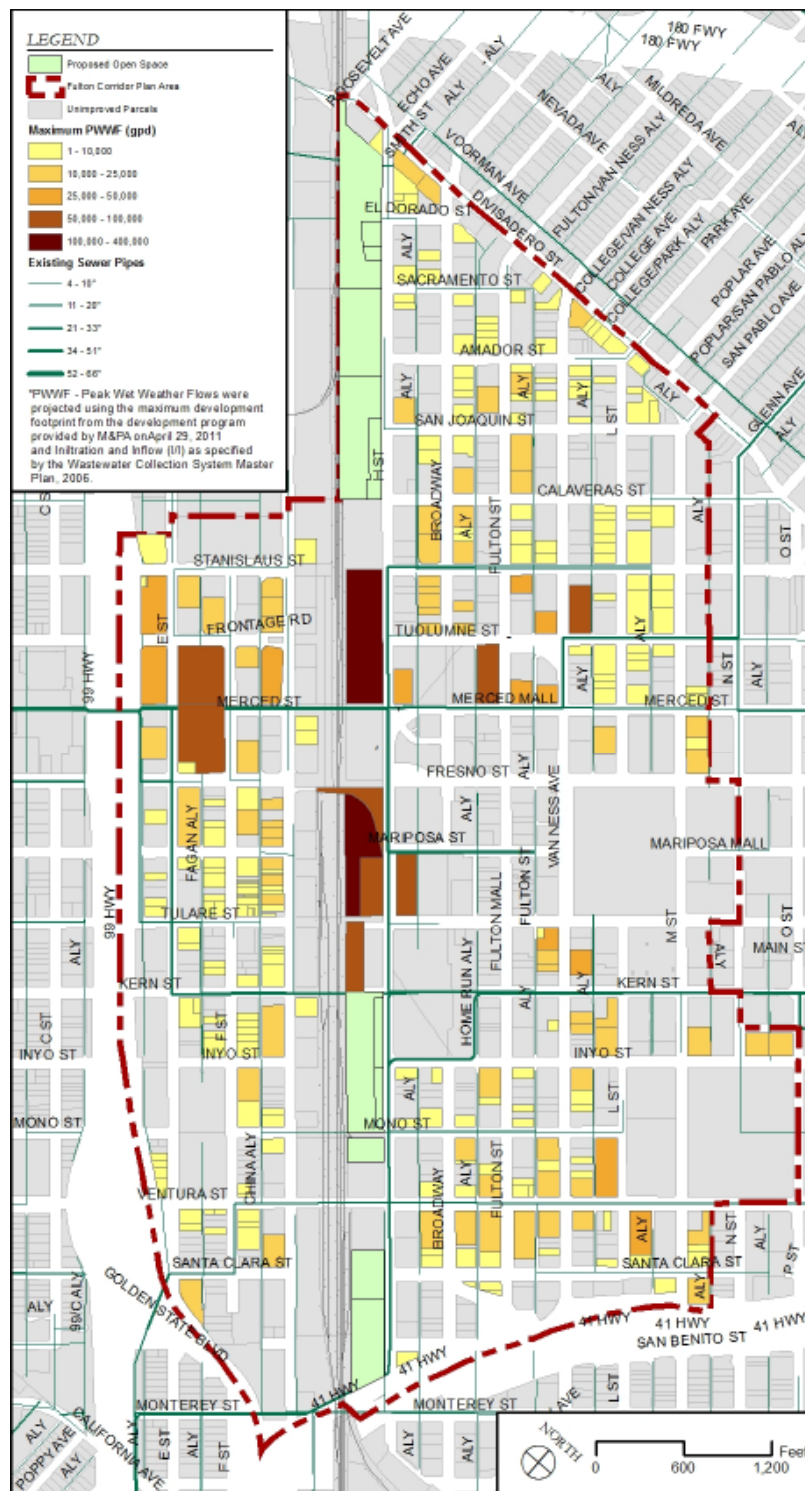 LEGEND
Proposed Open Space
Fulton Corridor Plan Area
Unimproved Parcels
Maximum PWWF (gpd)
1 - 10,000
10,000 - 25,000
25,000 - 50,000
50,000 - 100,000
100,000 - 400,000
Existing Sewer Pipes
4 - 10"
11 - 20"
21 - 33"
34 - 51"
52 - 66"
*PWWF - Peak Wet Weather Flows were
projected using the maximum development
footprint from the development program
provided by M&PA onApril 29, 2011
and Iniltration and Inflow (I/I) as specified
by the Wastewater Collection System Master
Plan, 2006.
180 FWY
180 FWY
ROOSEVELT AVE
ECHO AVE
ALY
SMITH ST
ALY
ALY
MILDREDA AVE
NEVADA AVE
VOORMAN AVE
FULTON/VAN NESS ALY
DIVISADERO ST
COLLEGE/VAN NESS ALY
COLLEGE AVE
COLLEGE/PARK ALY
PARK AVE
POPLAR AVE
POPLAR/SAN PABLO ALY
SAN PABLO AVE
GLENN AVE
ALY
EL DORADO ST
ALY
SACRAMENTO ST
AMADOR ST
ALY
ALY
ALY
ALY
SAN JOAQUIN ST
L ST
H ST
BROADWAY
ALY
FULTON ST
CALAVERAS ST
ALY
O ST
C ST
STANISLAUS ST
E ST
FRONTAGE RD
TUOLUMNE ST
ALY
N ST
99 HWY
MERCED ST
MERCED MALL
ALY
MERCED ST
ALY
FRESNO ST
ALY
VAN NESS AVE
FAGAN ALY
MARIPOSA ST
ALY
FULTON ST
MARIPOSA MALL
TULARE ST
99 HWY
ALY
FULTON MALL
M ST
O ST
ALY
MAIN ST
KERN ST
HOME RUN ALY
ALY
ALY
KERN ST
C ST
INYO ST
F ST
INYO ST
INYO ST
MONO ST
ALY
MONO ST
L ST
CHINA ALY
VENTURA ST
BROADWAY
ALY
FULTON ST
ALY
N ST
ALY
P ST
SANTA CLARA ST
SANTA CLARA ST
ALY
99/C ALY
ALY
GOLDEN STATE BLVD
41 HWY
41 HWY
41 HWY
41 HWY
SAN BENITO ST
41 HWY
MONTEREY ST
MONTEREY ST
L ST
CALIFORNIA AVE
ALY
POPPY AVE
ALY
E ST
ALY
F ST
ALY
ALY
NORTH
Feet
0
600
1,200